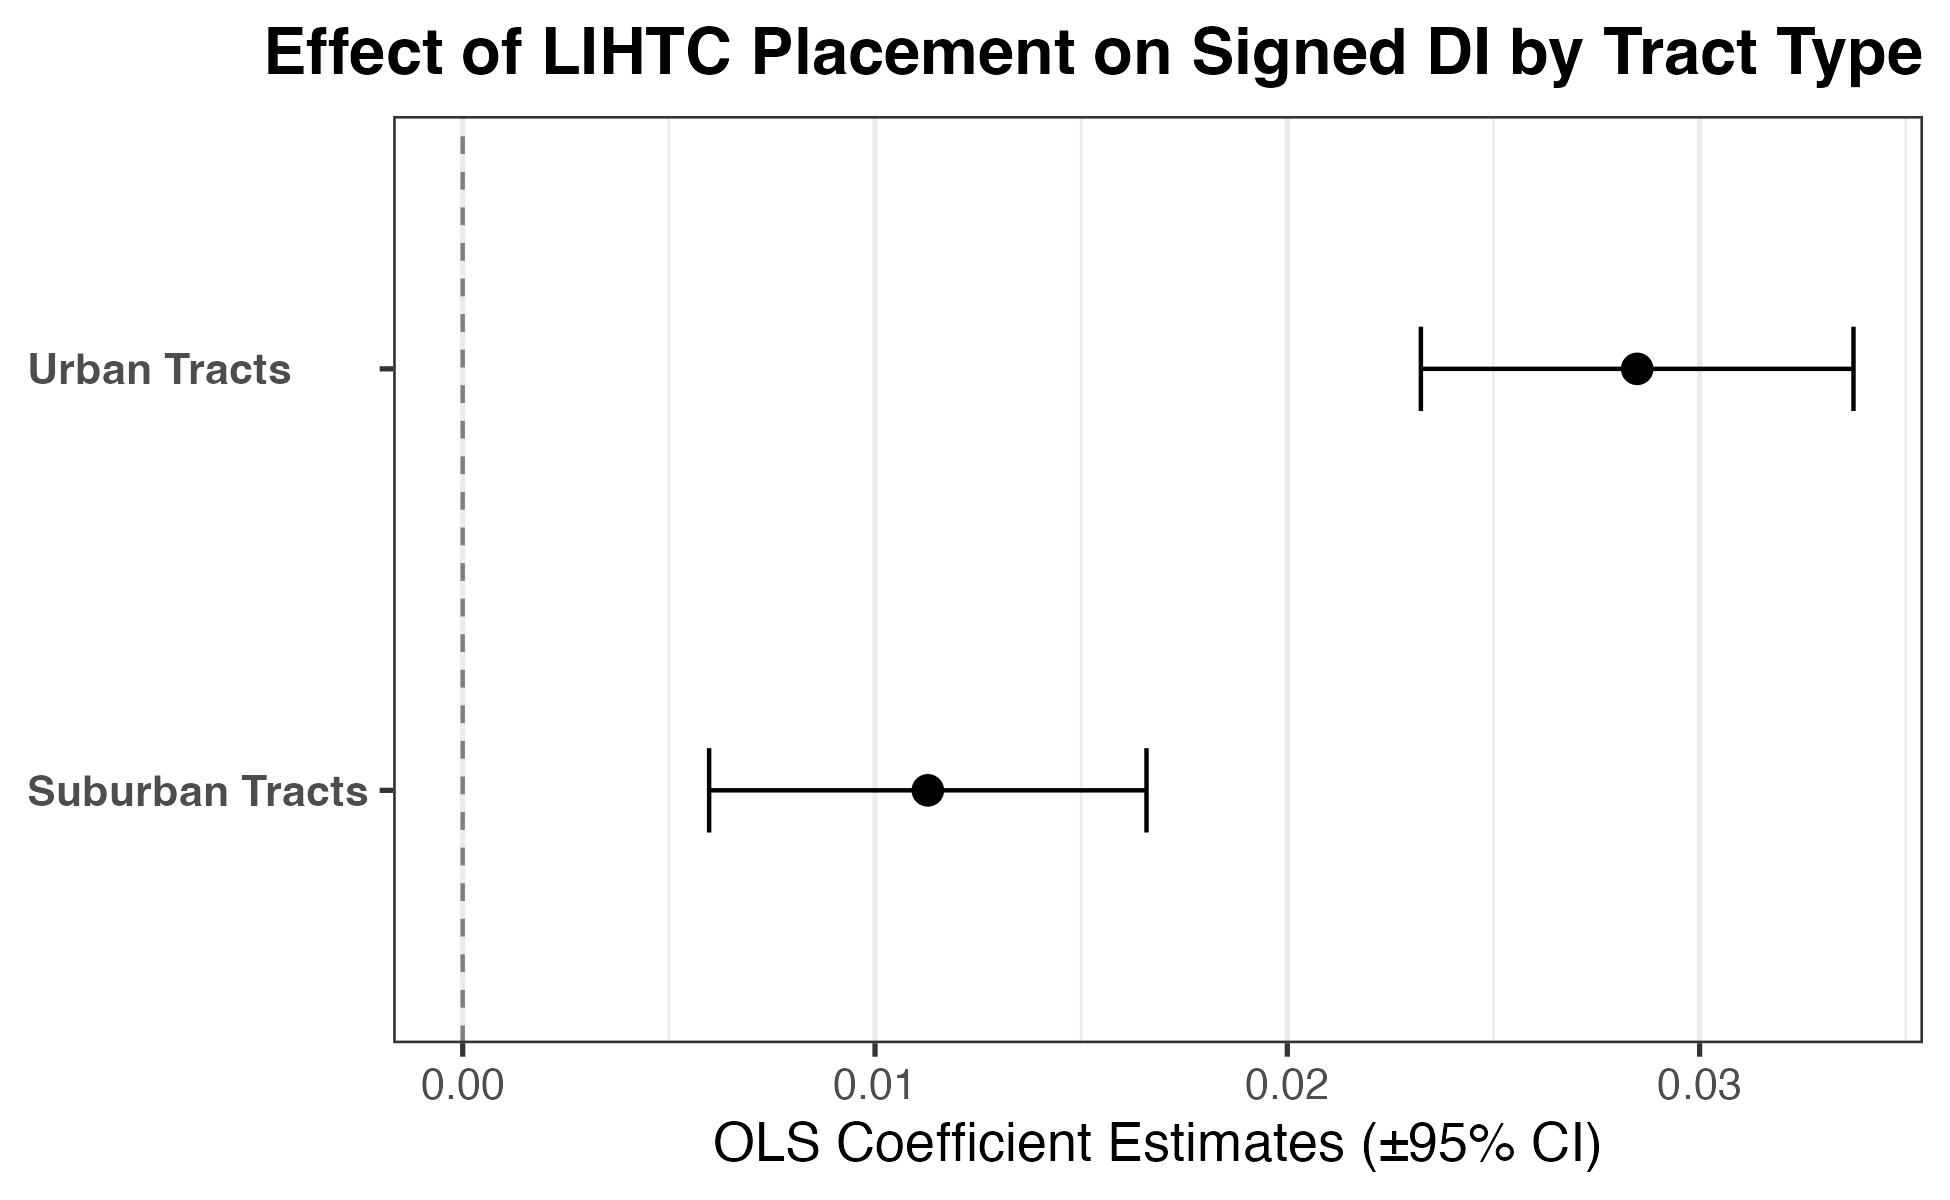 Effect of LIHTC Placement on Signed DI by Tract Type
Urban Tracts
Suburban Tracts
0.00 0.01 0.02 0.03
OLS Coefficient Estimates (±95% CI)